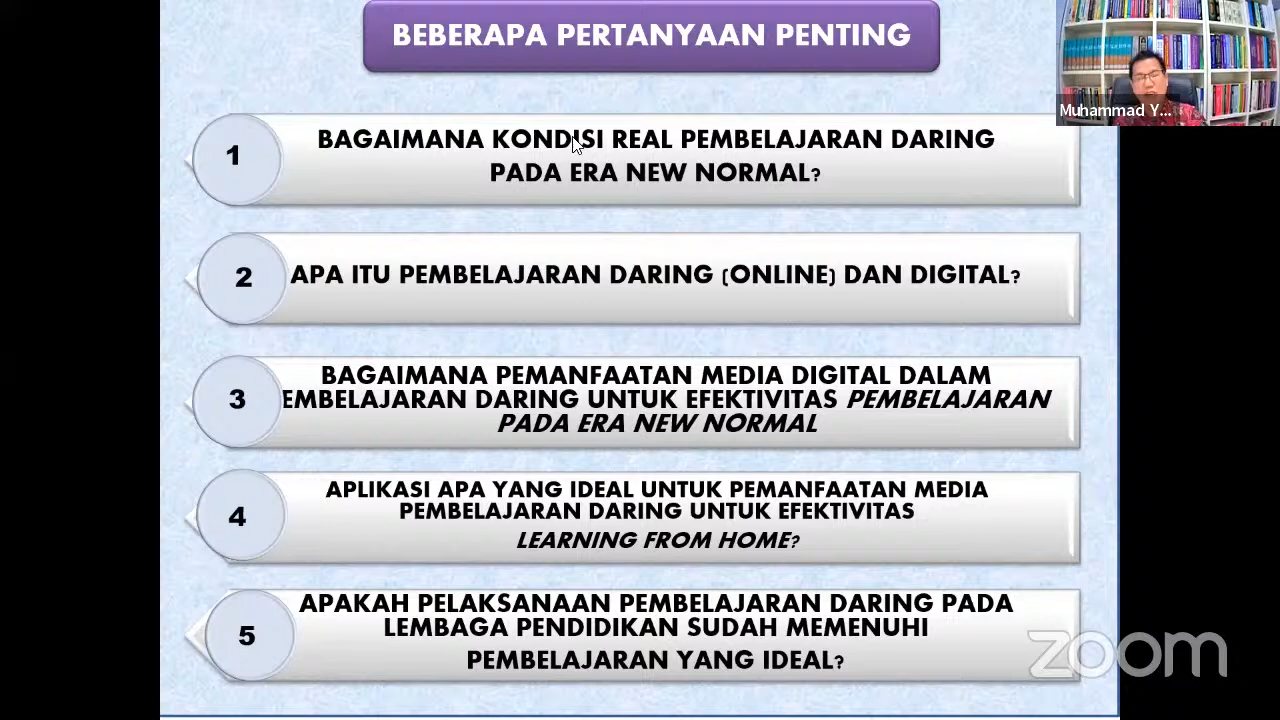 BEBERAPA PERTANYAAN PENTING
Muhammad Y...
1
BAGAIMANA KONDISI REAL PEMBELAJARAN DARING
PADA ERA NEW NORMAL?
2
APA ITU PEMBELAJARAN DARING (ONLINE) DAN DIGITAL?
3
BAGAIMANA PEMANFAATAN MEDIA DIGITAL DALAM
EMBELAJARAN DARING UNTUK EFEKTIVITAS PEMBELAJARAN
PADA ERA NEW NORMAL
4
APLIKASI APA YANG IDEAL UNTUK PEMANFAATAN MEDIA
PEMBELAJARAN DARING UNTUK EFEKTIVITAS
LEARNING FROM HOME?
5
APAKAH PELAKSANAAN PEMBELAJARAN DARING PADA
LEMBAGA PENDIDIKAN SUDAH MEMENUHI
PEMBELAJARAN YANG IDEAL?
zoom